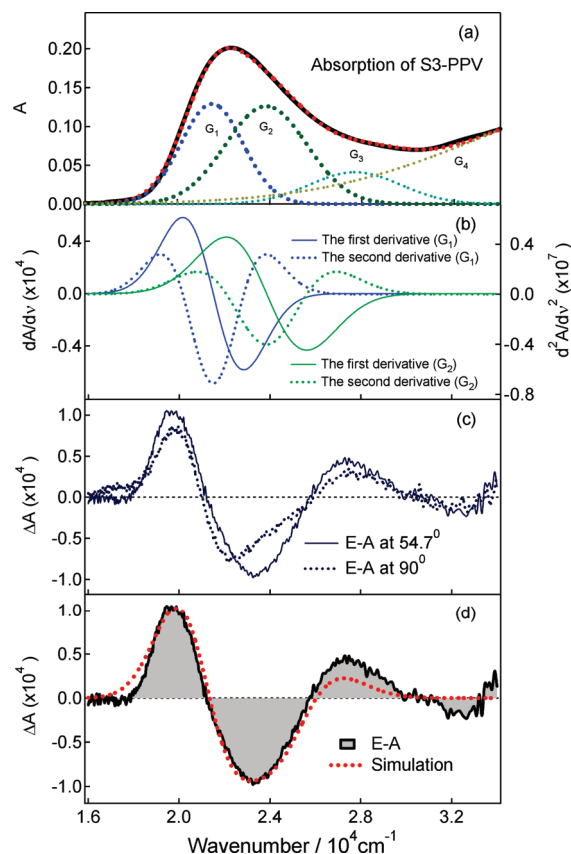 (a)
Absorption of S3-PPV
A
0.20
0.15
0.10
0.05
0.00
G1
G2
G3
G4
(b)
dA/dν (x10⁴)
0.4
0.0
-0.4
The first derivative (G1)
The second derivative (G1)
The first derivative (G2)
The second derivative (G2)
0.4
0.0
-0.4
-0.8
d²A/dν² (x10⁷)
(c)
ΔA (x10⁴)
1.0
0.5
0.0
-0.5
-1.0
E-A at 54.7⁰
E-A at 90⁰
(d)
ΔA (x10⁴)
1.0
0.5
0.0
-0.5
-1.0
E-A
Simulation
1.6 2.0 2.4 2.8 3.2
Wavenumber / 10⁴cm⁻¹